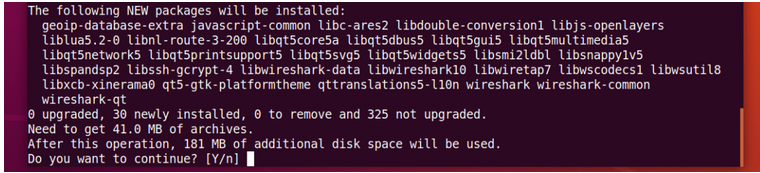 The following NEW packages will be installed:
geoip-database-extra javascript-common libc-ares2 libdouble-conversion1 libjs-openlayers
liblua5.2-0 libnl-route-3-200 libqt5core5a libqt5dbus5 libqt5gui5 libqt5multimedia5
libqt5network5 libqt5printsupport5 libqt5svg5 libqt5widgets5 libsmi2ldbl libsnappy1v5
libspandsp2 libssh-gcrypt-4 libwireshark-data libwireshark10 libwiretap7 libwscodecs1 libwsutil8
libxcb-xinerama0 qt5-gtk-platformtheme qttranslations5-l10n wireshark wireshark-common
wireshark-qt
0 upgraded, 30 newly installed, 0 to remove and 325 not upgraded.
Need to get 41.0 MB of archives.
After this operation, 181 MB of additional disk space will be used.
Do you want to continue? [Y/n]